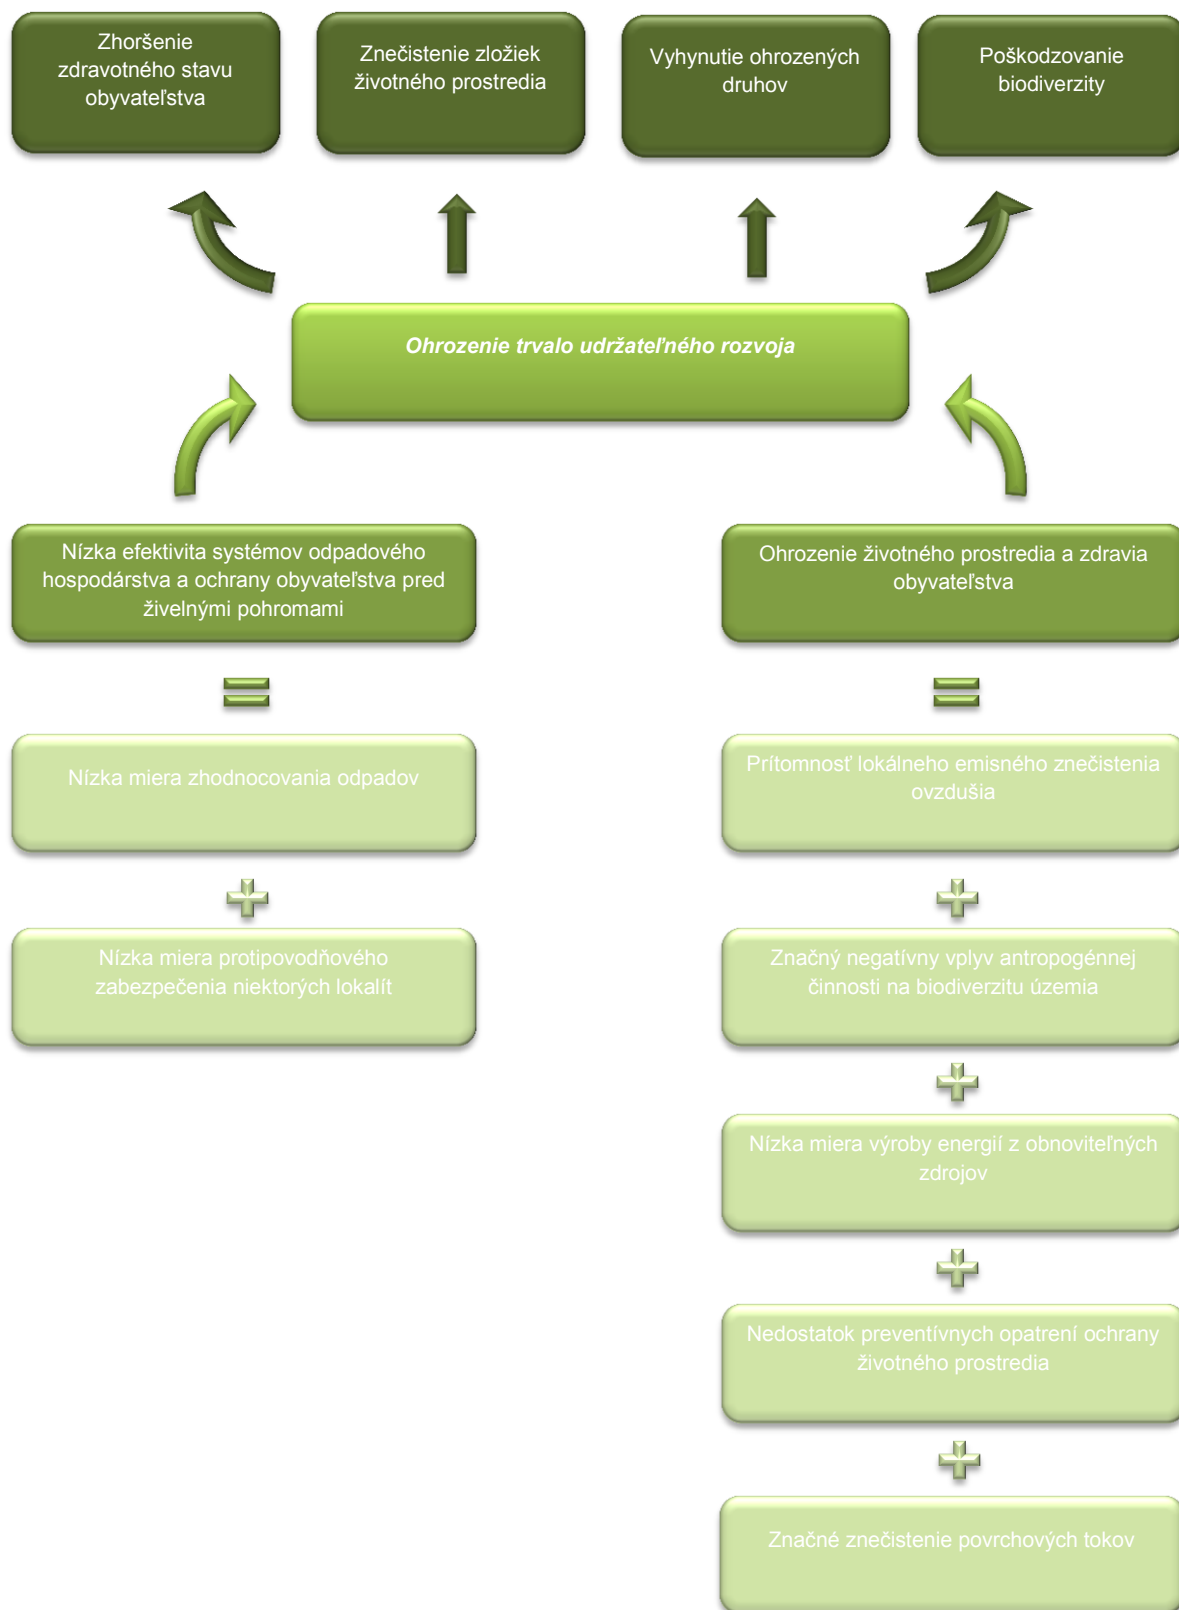 Zhoršenie
zdravotného stavu
obyvateľstva
Znečistenie zložiek
životného prostredia
Vyhynutie ohrozených
druhov
Poškodzovanie
biodiverzity
Ohrozenie trvalo udržateľného rozvoja
Nízka efektivita systémov odpadového
hospodárstva a ochrany obyvateľstva pred
živelnými pohromami
Nízka miera zhodnocovania odpadov
Nízka miera protipovodňového
zabezpečenia niektorých lokalít
Ohrozenie životného prostredia a zdravia
obyvateľstva
Prítomnosť lokálneho emisného znečistenia
ovzdušia
Značný negatívny vplyv antropogénnej
činnosti na biodiverzitu územia
Nízka miera výroby energií z obnoviteľných
zdrojov
Nedostatok preventívnych opatrení ochrany
životného prostredia
Značné znečistenie povrchových tokov